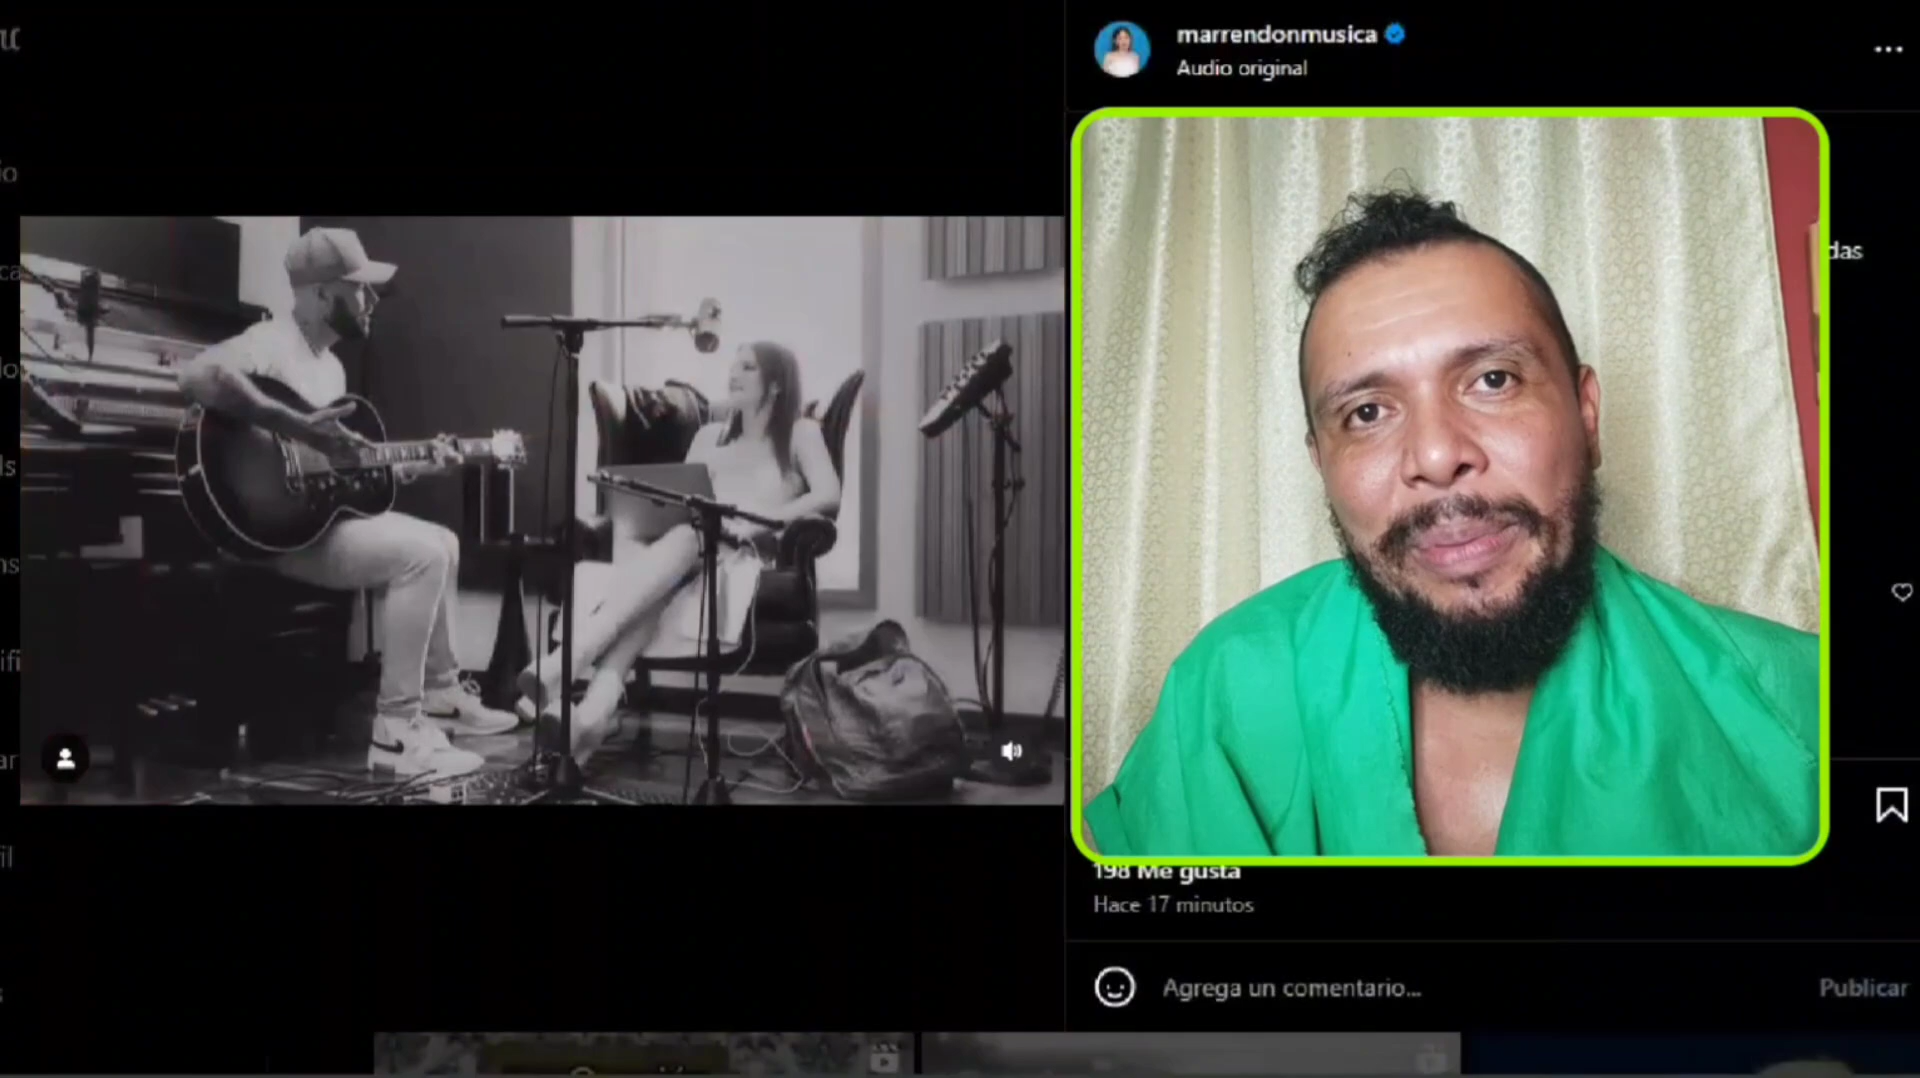 marrendonmusica
Audio original
das
198 Me gusta
Hace 17 minutos
Agrega un comentario...
Publicar